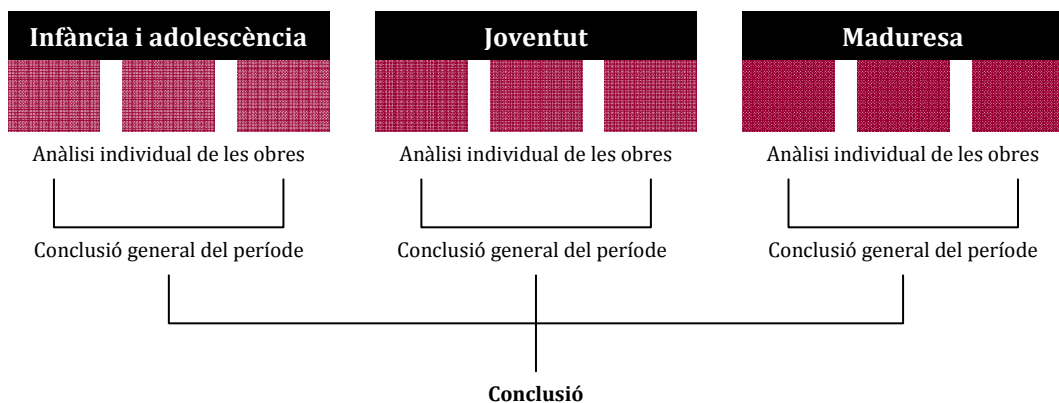 Infància i adolescència
Joventut
Maduresa
Anàlisi individual de les obres
Anàlisi individual de les obres
Anàlisi individual de les obres
Conclusió general del període
Conclusió general del període
Conclusió general del període
Conclusió